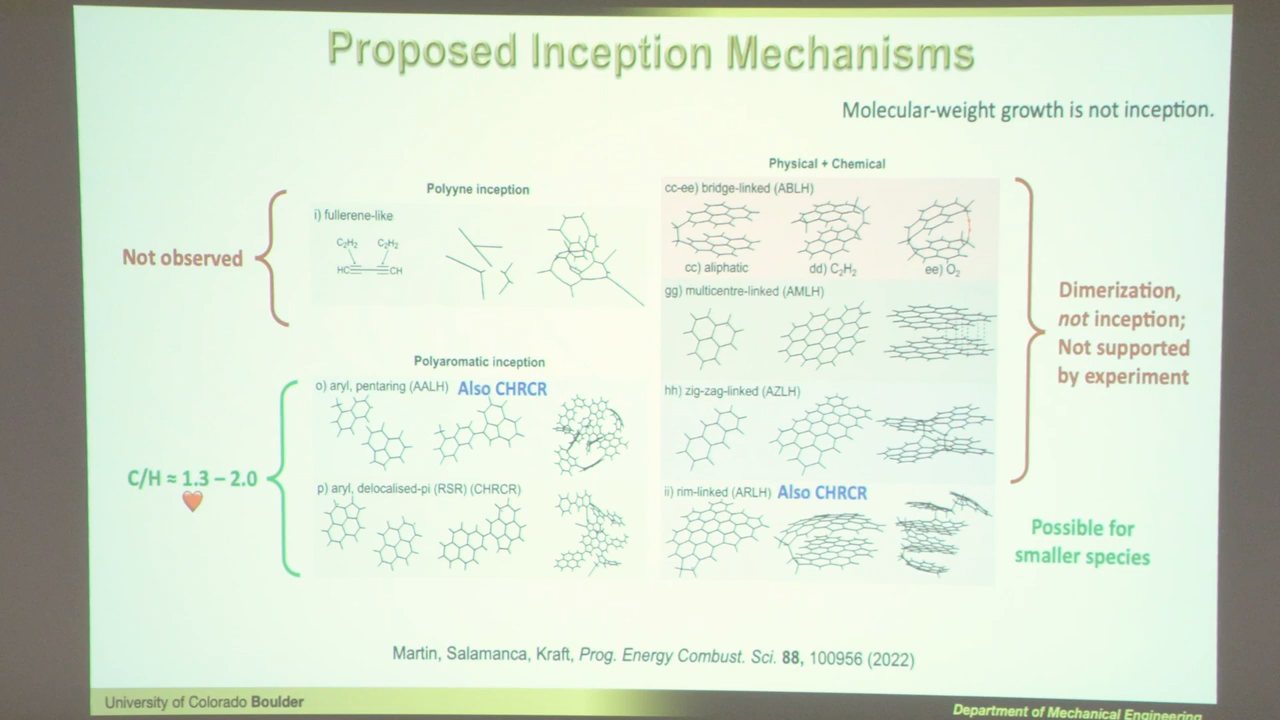 Proposed Inception Mechanisms
Molecular-weight growth is not inception.
Not observed
Polyyne inception
i) fullerene-like
C₂H₂ C₂H₂
HC CH
Polyaromatic inception
C/H ≈ 1.3 – 2.0
o) aryl, pentaring (AALH) Also CHRCR
p) aryl, delocalised-pi (RSR) (CHRCR)
Physical + Chemical
cc-ee) bridge-linked (ABLH)
cc) aliphatic dd) C₂H₂ ee) O₂
gg) multicentre-linked (AMLH)
hh) zig-zag-linked (AZLH)
ii) rim-linked (ARLH) Also CHRCR
Dimerization,
not inception;
Not supported
by experiment
Possible for
smaller species
Martin, Salamanca, Kraft, Prog. Energy Combust. Sci. 88, 100956 (2022)
University of Colorado Boulder
Department of Mechanical Engineering